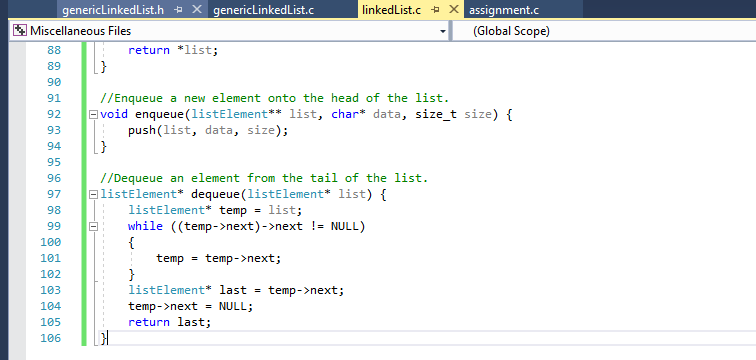 genericLinkedList.h genericLinkedList.c linkedList.c assignment.c
Miscellaneous Files (Global Scope)
88 return *list;
89 }
90
91 //Enqueue a new element onto the head of the list.
92 void enqueue(listElement** list, char* data, size_t size) {
93 push(list, data, size);
94 }
95
96 //Dequeue an element from the tail of the list.
97 listElement* dequeue(listElement* list) {
98 listElement* temp = list;
99 while ((temp->next)->next != NULL)
100 {
101 temp = temp->next;
102 }
103 listElement* last = temp->next;
104 temp->next = NULL;
105 return last;
106 }